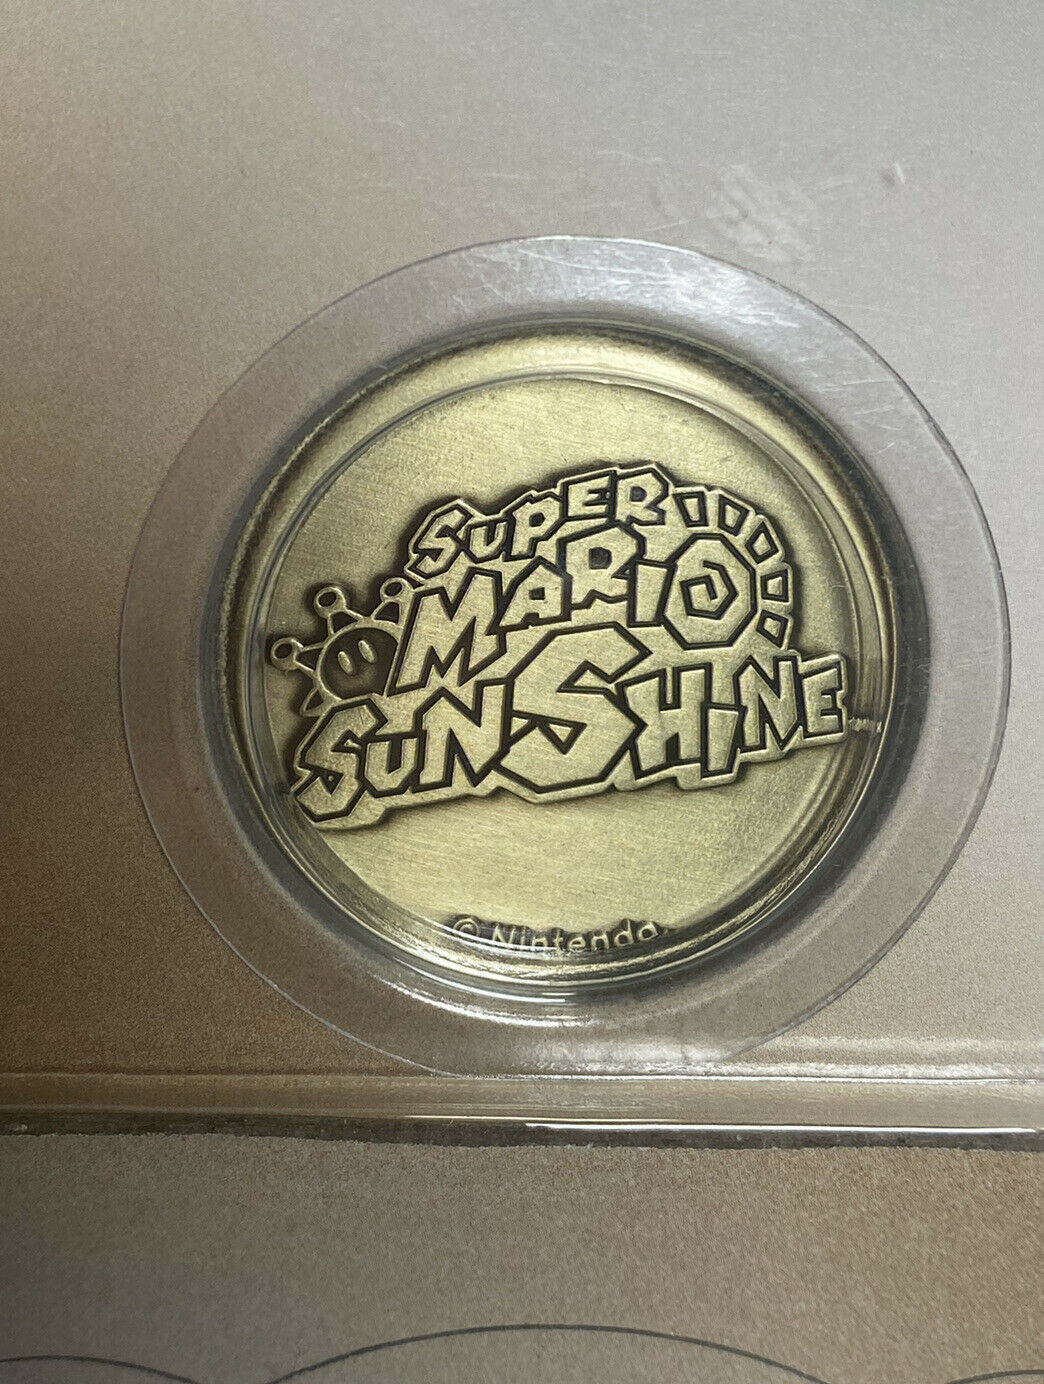 SUPER
MARIO
SUNSHINE
© Nintendo.